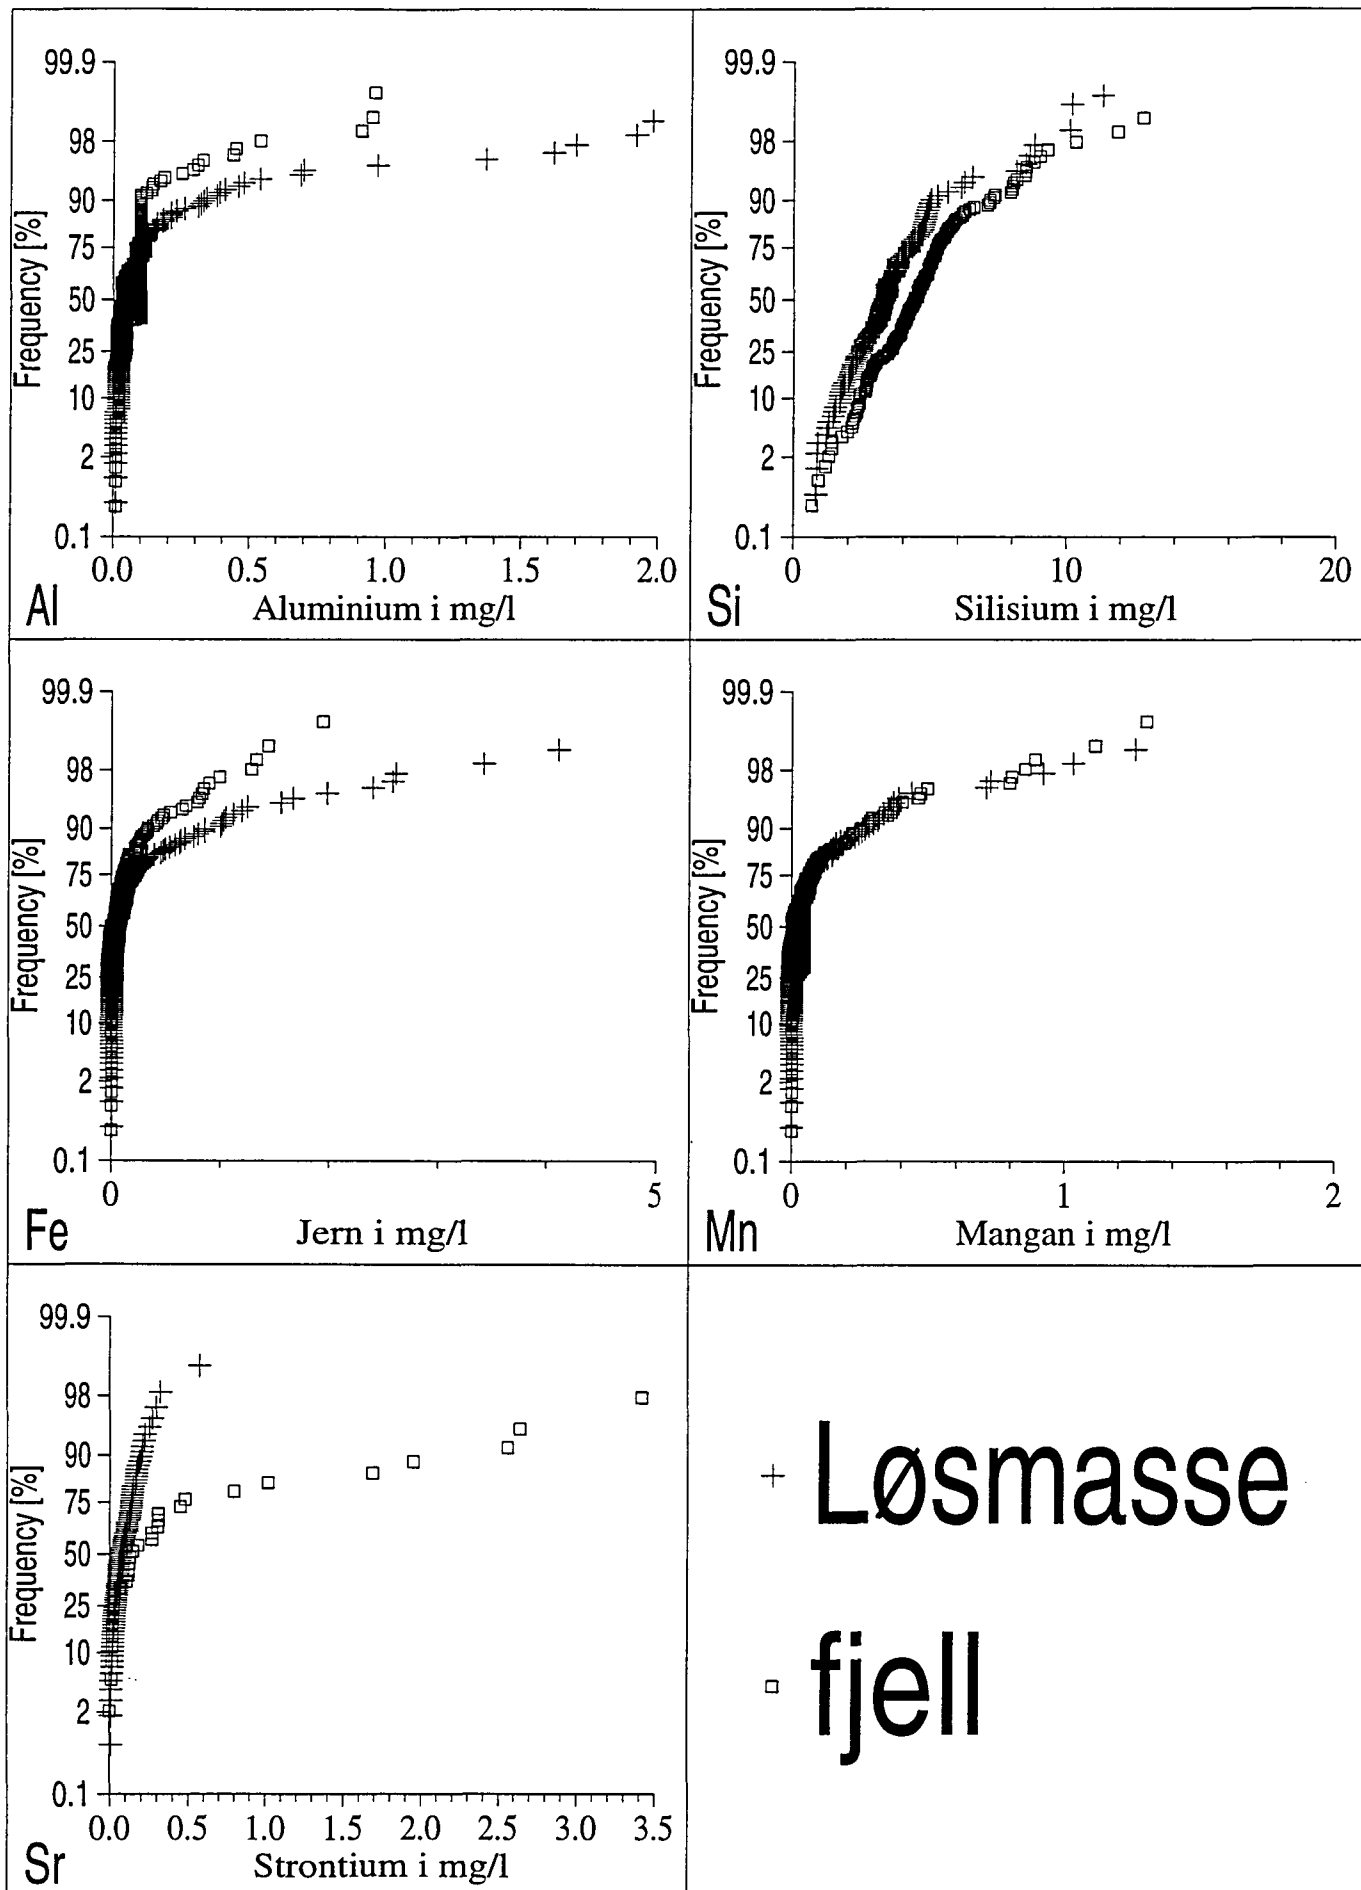 99.9
98
90
75
50
25
10
2
0.1
Frequency [%]
0.0 0.5 1.0 1.5 2.0
Al
Aluminium i mg/l
99.9
98
90
75
50
25
10
2
0.1
Frequency [%]
0 10 20
Si
Silisium i mg/l
99.9
98
90
75
50
25
10
2
0.1
Frequency [%]
0 5
Fe
Jern i mg/l
99.9
98
90
75
50
25
10
2
0.1
Frequency [%]
0 1 2
Mn
Mangan i mg/l
99.9
98
90
75
50
25
10
2
0.1
Frequency [%]
0.0 0.5 1.0 1.5 2.0 2.5 3.0 3.5
Sr
Strontium i mg/l
Løsmasse
fjell